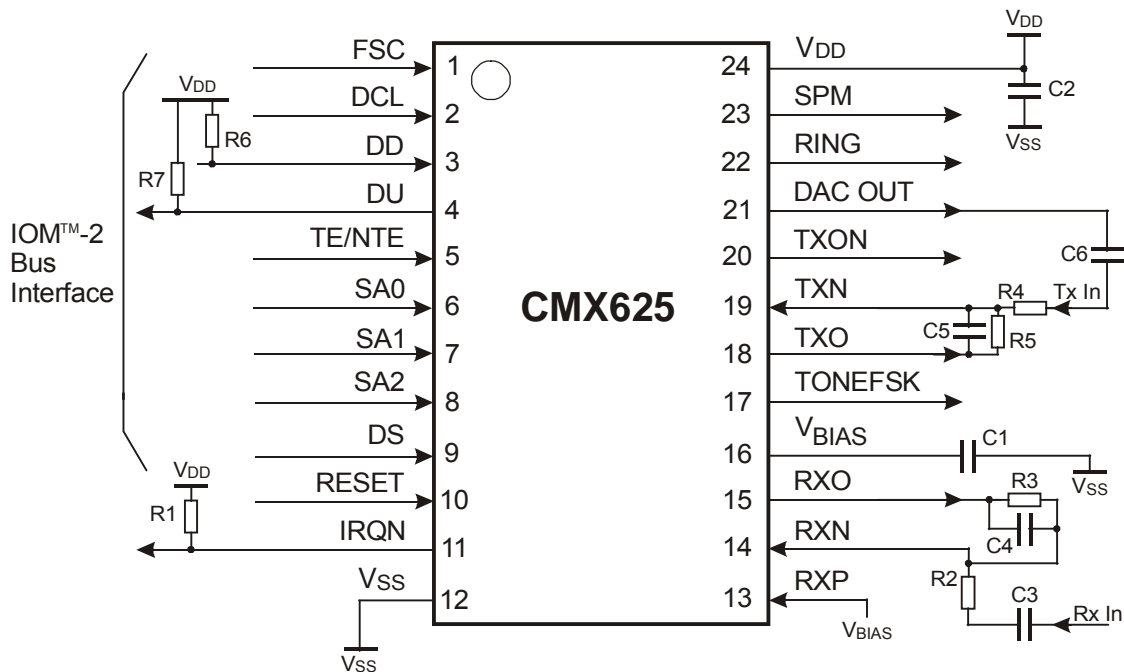 FSC
DCL
DD
DU
TE/NTE
SA0
SA1
SA2
DS
RESET
IRQN
VSS
VSS
VDD
R6
R7
VDD
R1
IOM™-2
Bus
Interface
1
2
3
4
5
6
7
8
9
10
11
12
CMX625
24
23
22
21
20
19
18
17
16
15
14
13
VDD
SPM
RING
DAC OUT
TXON
TXN
TXO
TONEFSK
VBIAS
RXO
RXN
RXP
VDD
C2
VSS
C6
R4
Tx In
C5
R5
C1
VSS
R3
C4
R2
C3
Rx In
VBIAS